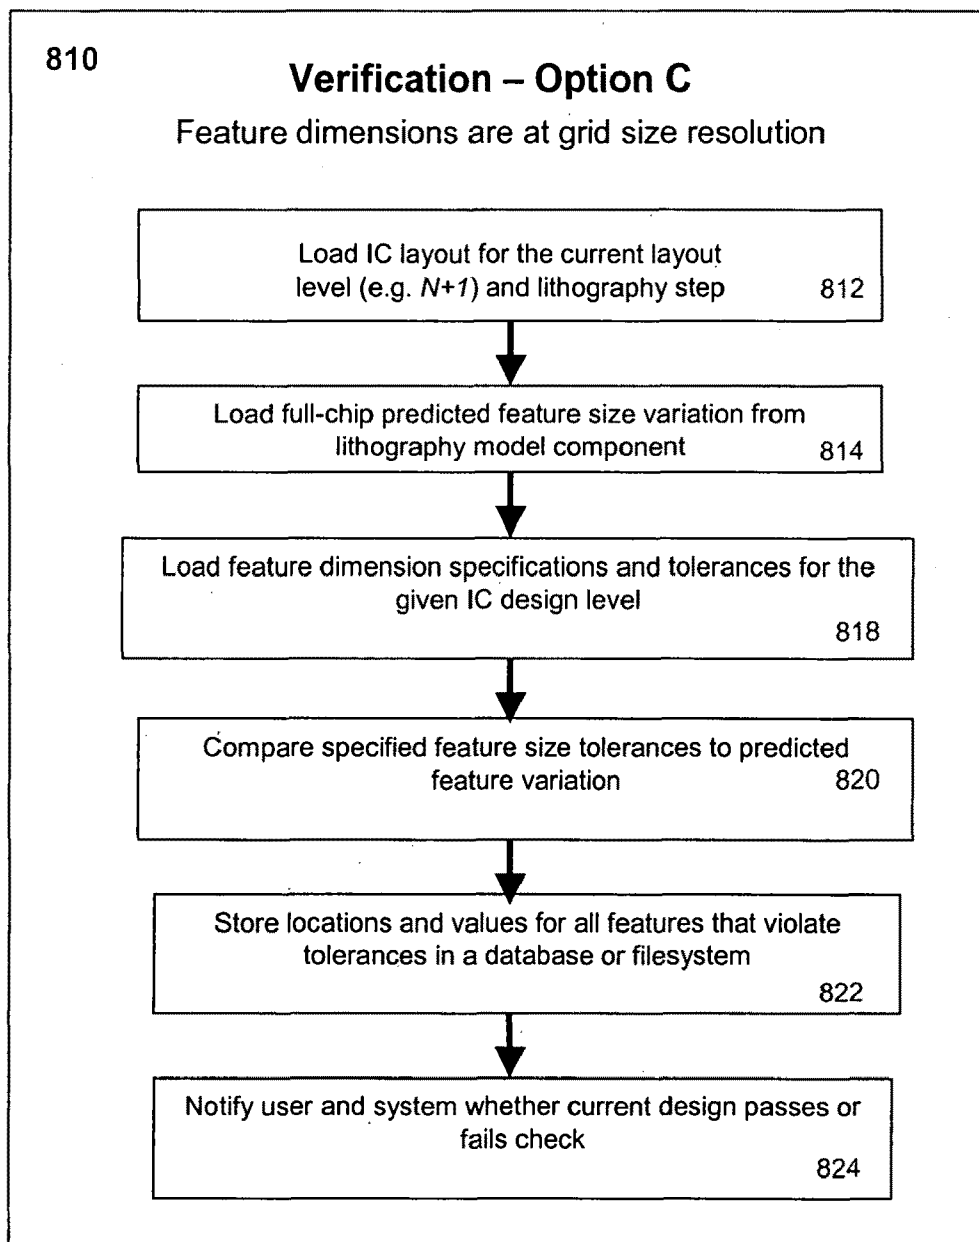 810
Verification – Option C
Feature dimensions are at grid size resolution
Load IC layout for the current layout
level (e.g. N+1) and lithography step
812
Load full-chip predicted feature size variation from
lithography model component
814
Load feature dimension specifications and tolerances for the
given IC design level
818
Compare specified feature size tolerances to predicted
feature variation
820
Store locations and values for all features that violate
tolerances in a database or filesystem
822
Notify user and system whether current design passes or
fails check
824